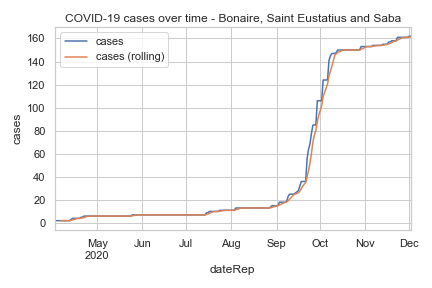 COVID-19 cases over time - Bonaire, Saint Eustatius and Saba
cases
cases (rolling)
160
140
120
100
80
60
40
20
0
cases
May Jun Jul Aug Sep Oct Nov Dec
2020
dateRep